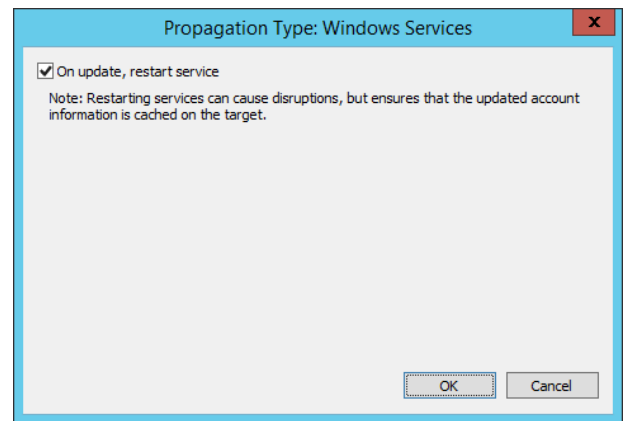 Propagation Type: Windows Services
x
On update, restart service
Note: Restarting services can cause disruptions, but ensures that the updated account
information is cached on the target.
OK Cancel